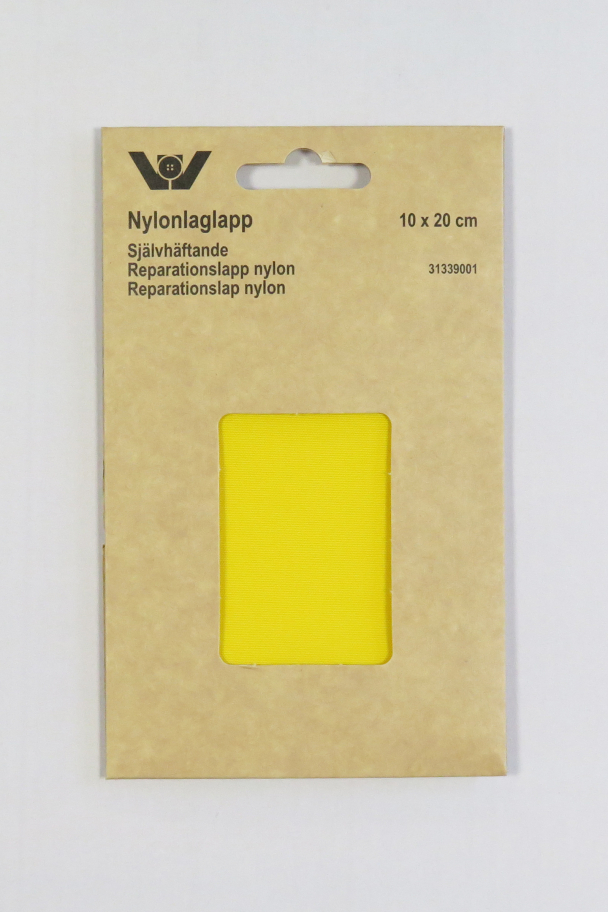 Nylonlaglapp 10 x 20 cm
Självhäftande
Reparationslapp nylon 31339001
Reparationslap nylon